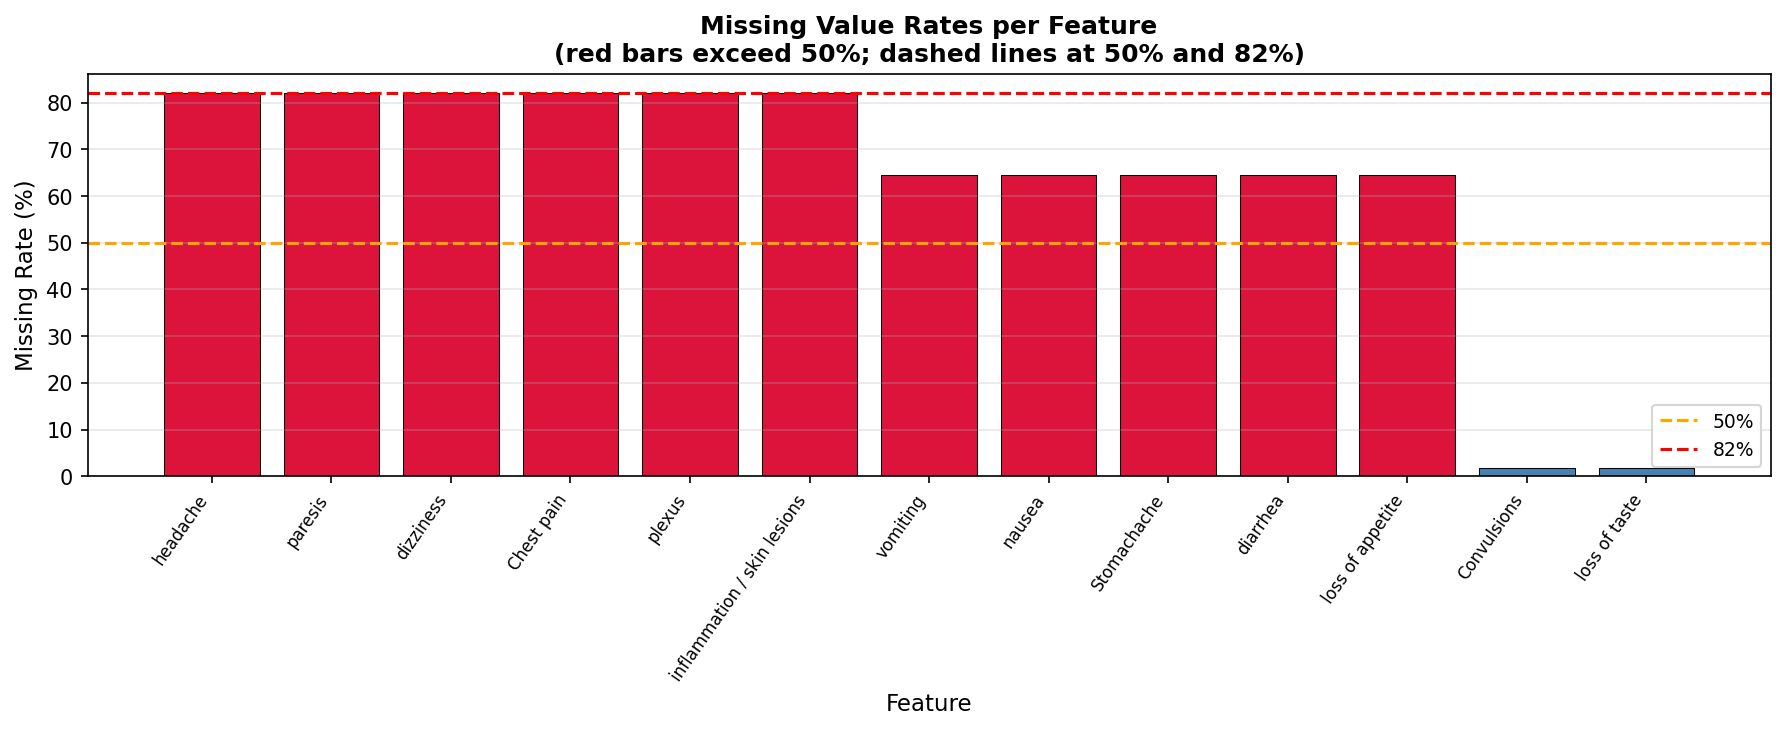 Missing Value Rates per Feature
(red bars exceed 50%; dashed lines at 50% and 82%)
Missing Rate (%)
80
70
60
50
40
30
20
10
0
50%
82%
headache
paresis
dizziness
Chest pain
plexus
inflammation / skin lesions
vomiting
nausea
Stomachache
diarrhea
loss of appetite
Convulsions
loss of taste
Feature